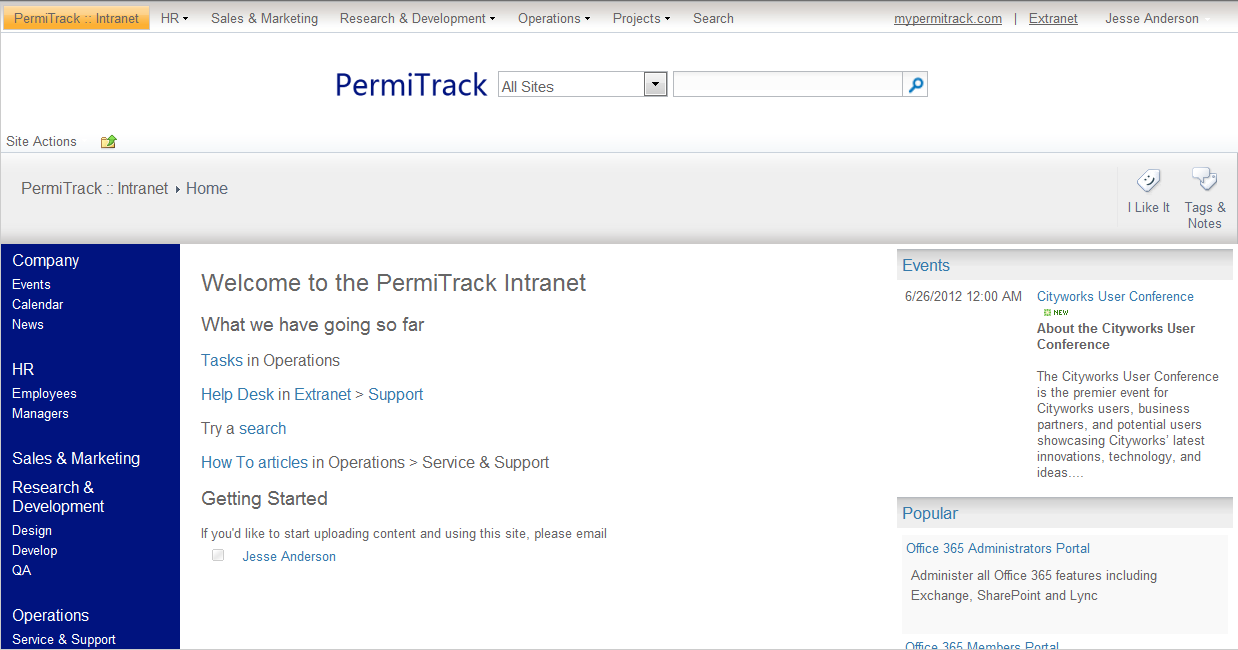 PermiTrack :: Intranet HR Sales & Marketing Research & Development Operations Projects Search mypermitrack.com | Extranet Jesse Anderson
PermiTrack All Sites
Site Actions
PermiTrack :: Intranet Home
I Like It
Tags &
Notes
Company
Events
Calendar
News
HR
Employees
Managers
Sales & Marketing
Research &
Development
Design
Develop
QA
Operations
Service & Support
Welcome to the PermiTrack Intranet
What we have going so far
Tasks in Operations
Help Desk in Extranet > Support
Try a search
How To articles in Operations > Service & Support
Getting Started
If you'd like to start uploading content and using this site, please email
Jesse Anderson
Events
6/26/2012 12:00 AM Cityworks User Conference
NEW
About the Cityworks User
Conference
The Cityworks User Conference
is the premier event for
Cityworks users, business
partners, and potential users
showcasing Cityworks’ latest
innovations, technology, and
ideas....
Popular
Office 365 Administrators Portal
Administer all Office 365 features including
Exchange, SharePoint and Lync
Office 365 Members Portal